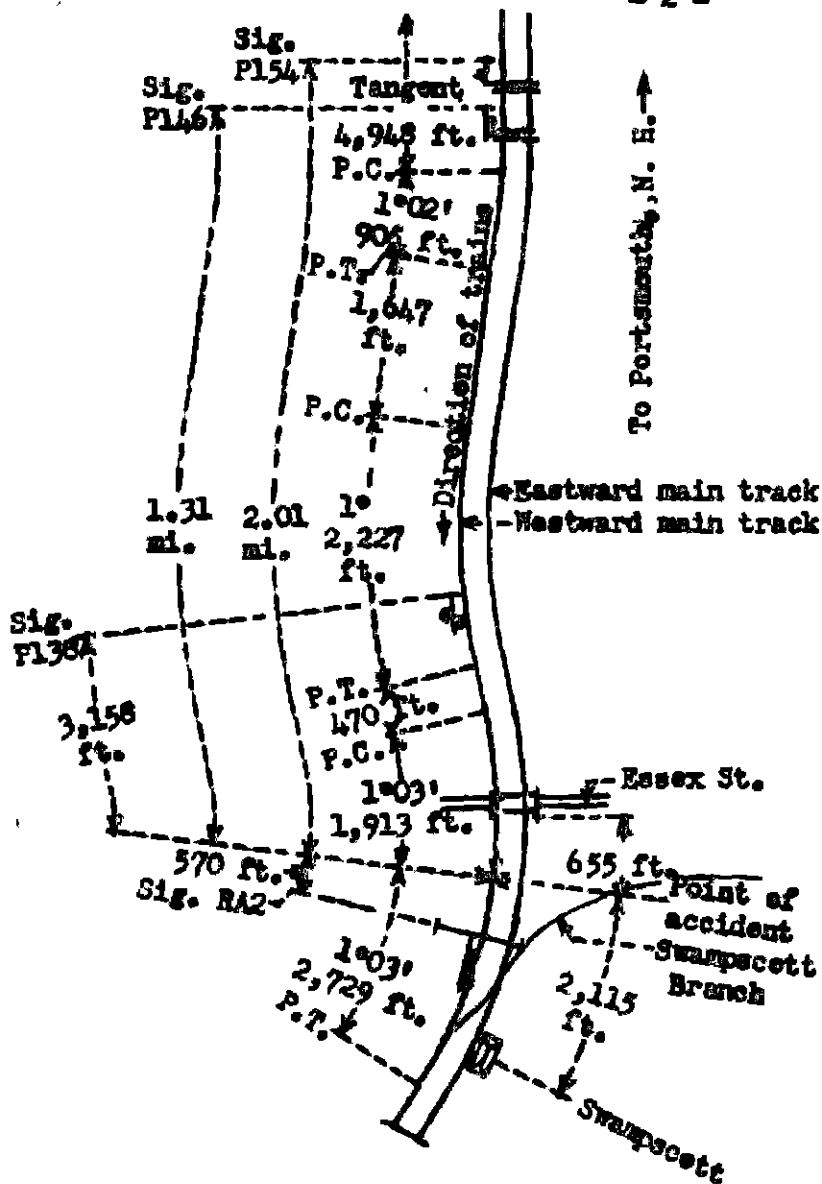 - 2 -
Sig.
P154
Sig.
P146
Tangent
4,948 ft.
P.C.
1°02'
906 ft.
P.T.
1,647
ft.
P.C.
Direction of trains
To Portsmouth, N. H.
Eastward main track
Westward main track
1.31
mi.
2.01
mi.
1°
2,227
ft.
Sig.
P138
3,158
ft.
P.T.
470 ft.
P.C.
1°03'
1,913 ft.
Essex St.
570 ft.
Sig. RA2
655 ft.
Point of
accident
Swampscott
Branch
1°03'
2,729 ft.
P.T.
2,115
ft.
Swampscott